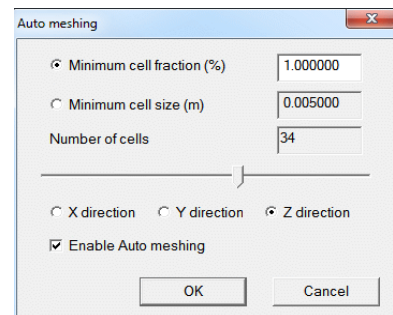 Auto meshing
Minimum cell fraction (%) 1.000000
Minimum cell size (m) 0.005000
Number of cells 34
X direction Y direction Z direction
Enable Auto meshing
OK Cancel